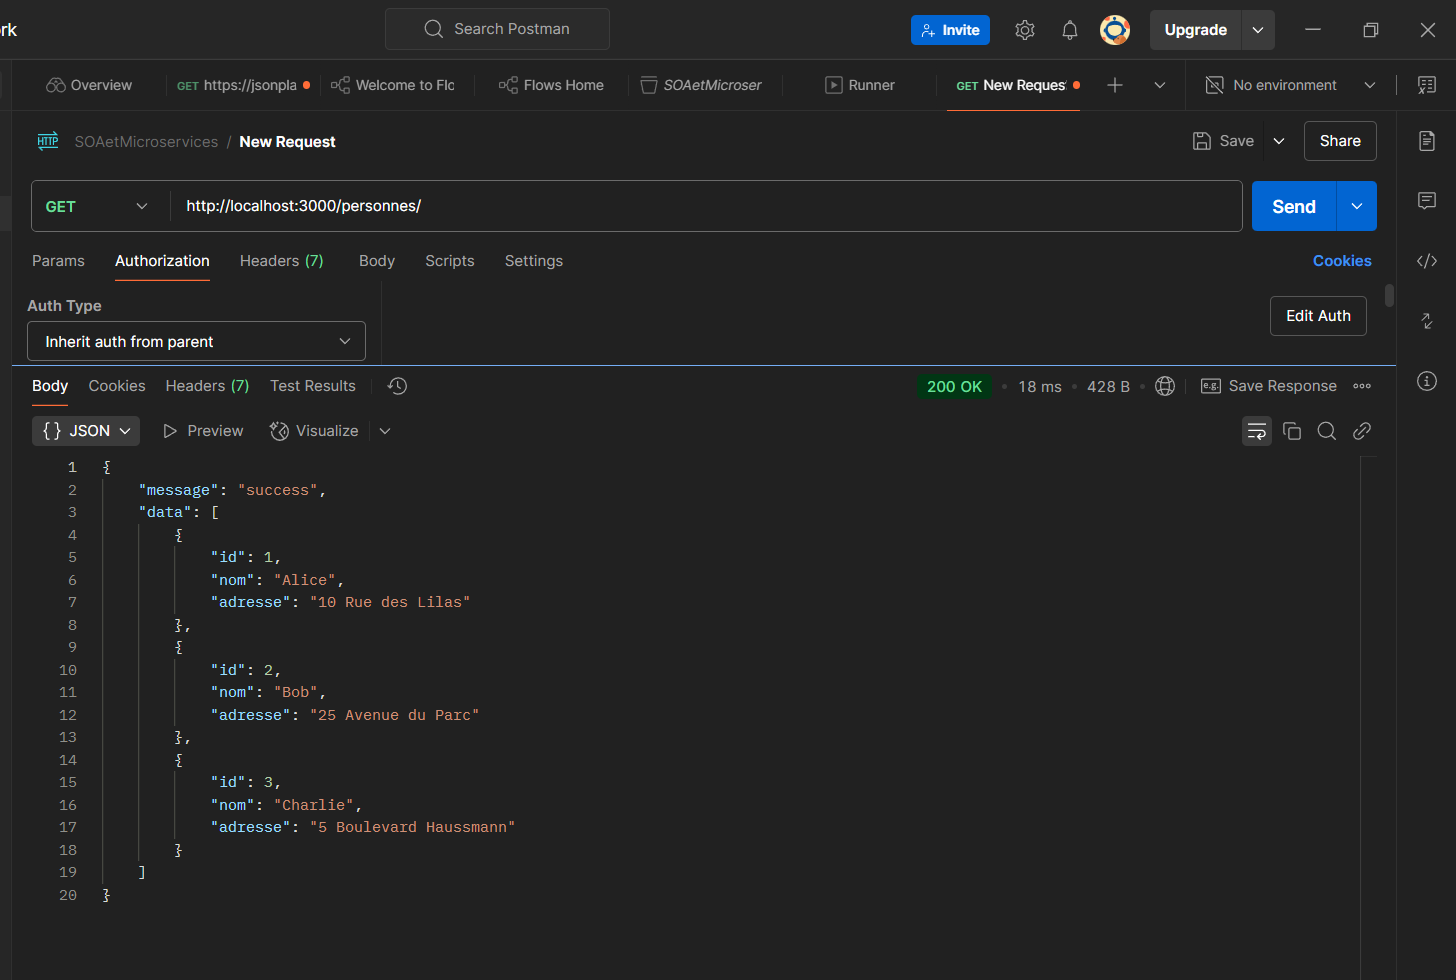 rk
Search Postman
Invite
Upgrade
Overview
GET https://jsonpla
Welcome to Flo
Flows Home
SOAetMicroser
Runner
GET New Reques
No environment
HTTP SOAetMicroservices / New Request
Save
Share
GET
http://localhost:3000/personnes/
Send
Params
Authorization
Headers (7)
Body
Scripts
Settings
Cookies
Auth Type
Inherit auth from parent
Edit Auth
Body
Cookies
Headers (7)
Test Results
200 OK
18 ms
428 B
e.g. Save Response
{} JSON
Preview
Visualize
1 {
2 "message": "success",
3 "data": [
4 {
5 "id": 1,
6 "nom": "Alice",
7 "adresse": "10 Rue des Lilas"
8 },
9 {
10 "id": 2,
11 "nom": "Bob",
12 "adresse": "25 Avenue du Parc"
13 },
14 {
15 "id": 3,
16 "nom": "Charlie",
17 "adresse": "5 Boulevard Haussmann"
18 }
19 ]
20 }